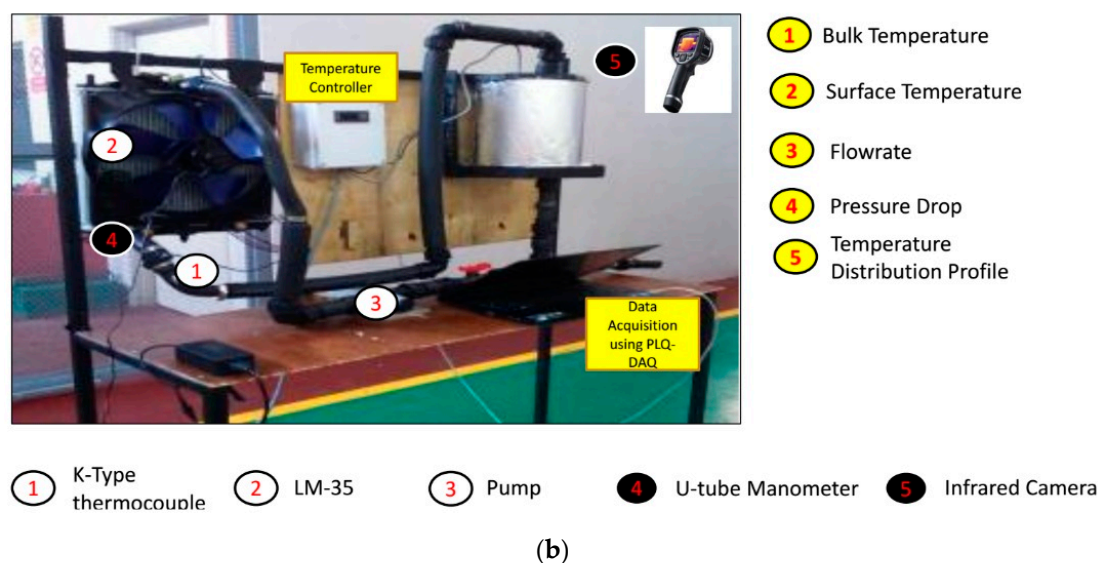 Temperature
Controller
5
2
4
1
3
Data
Acquisition
using PLQ-
DAQ
1 Bulk Temperature
2 Surface Temperature
3 Flowrate
4 Pressure Drop
5 Temperature
Distribution Profile
1 K-Type
thermocouple
2 LM-35
3 Pump
4 U-tube Manometer
5 Infrared Camera
(b)